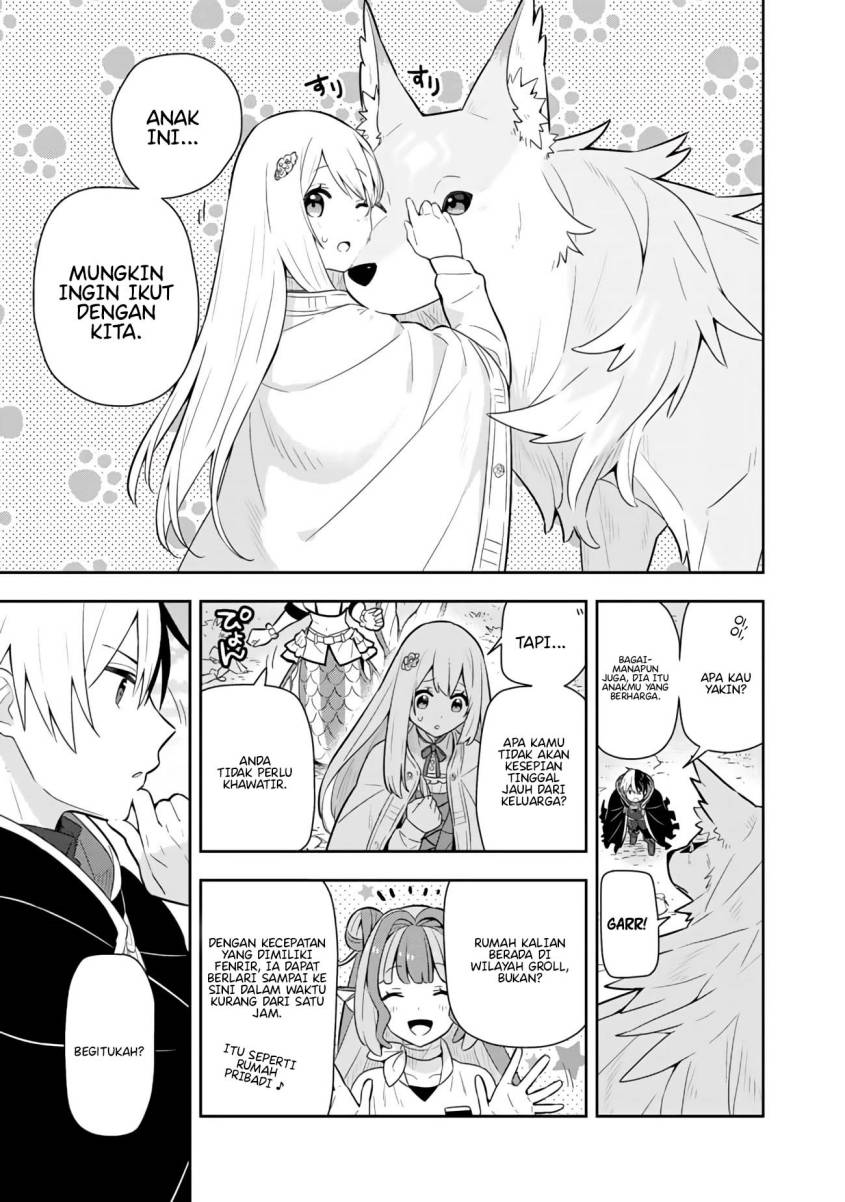 ANAK
INI...
すり
すり
MUNGKIN
INGIN IKUT
DENGAN
KITA.
APA KAU
YAKIN?
BAGAI-
MANAPUN
JUGA, DIA ITU
ANAKMU YANG
BERHARGA.
GARR!
TAPI...
APA KAMU
TIDAK AKAN
KESEPIAN
TINGGAL
JAUH DARI
KELUARGA?
ぴょん
ANDA
TIDAK PERLU
KHAWATIR.
RUMAH KALIAN
BERADA DI
WILAYAH GROLL,
BUKAN?
DENGAN KECEPATAN
YANG DIMILIKI
FENRIR, IA DAPAT
BERLARI SAMPAI KE
SINI DALAM WAKTU
KURANG DARI SATU
JAM.
ITU SEPERTI
RUMAH
PRIBADI ♪
BEGITUKAH?